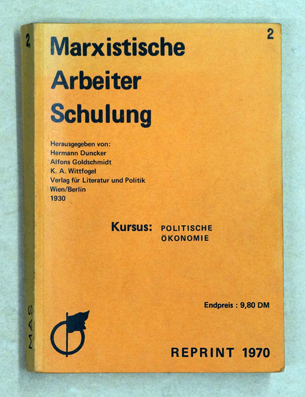 2
Marxistische
Arbeiter
Schulung
Herausgegeben von:
Hermann Duncker
Alfons Goldschmidt
K. A. Wittfogel
Verlag für Literatur und Politik
Wien/Berlin
1930
Kursus: POLITISCHE
ÖKONOMIE
Endpreis : 9,80 DM
REPRINT 1970
2
MAS